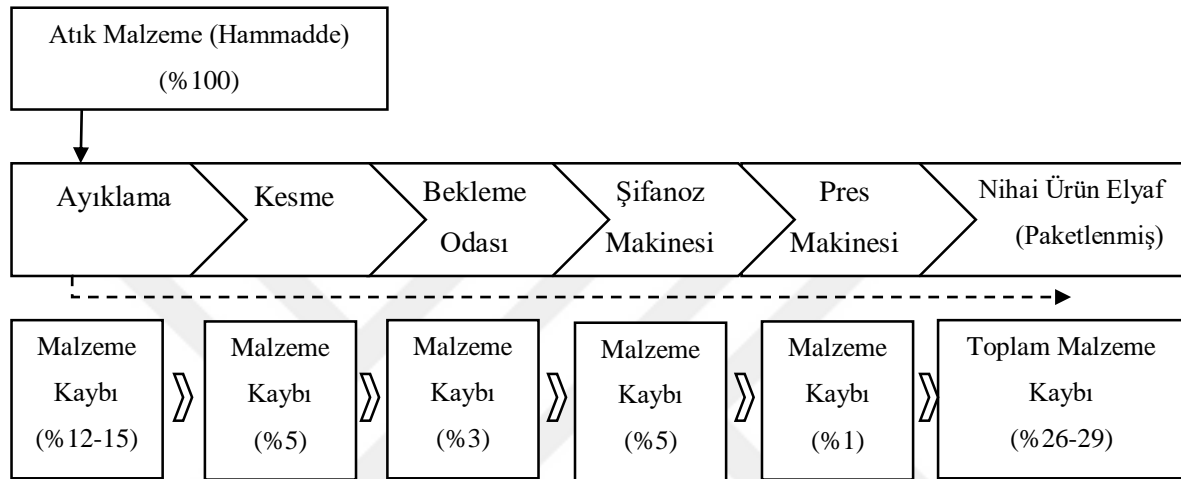 Atık Malzeme (Hammadde)
(%100)
Ayıklama
Kesme
Bekleme
Odası
Şifanoz
Makinesi
Pres
Makinesi
Nihai Ürün Elyaf
(Paketlenmiş)
Malzeme
Kaybı
(%12-15)
Malzeme
Kaybı
(%5)
Malzeme
Kaybı
(%3)
Malzeme
Kaybı
(%5)
Malzeme
Kaybı
(%1)
Toplam Malzeme
Kaybı
(%26-29)